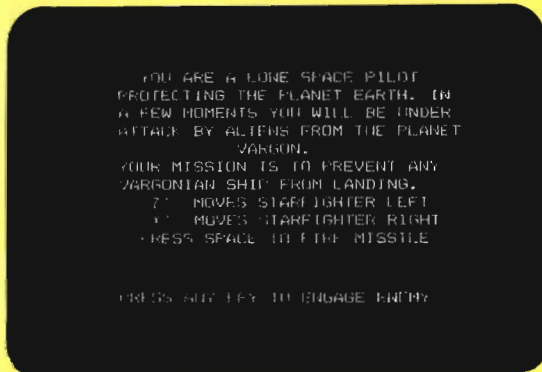 YOU ARE A LONE SPACE PILOT
PROTECTING THE PLANET EARTH. IN
A FEW MOMENTS YOU WILL BE UNDER
ATTACK BY ALIENS FROM THE PLANET
VARGON.
YOUR MISSION IS TO PREVENT ANY
VARGONIAN SHIP FROM LANDING.
MOVES STARFIGHTER LEFT
MOVES STARFIGHTER RIGHT
PRESS SPACE TO FIRE MISSILE
PRESS ANY KEY TO ENGAGE ENEMY